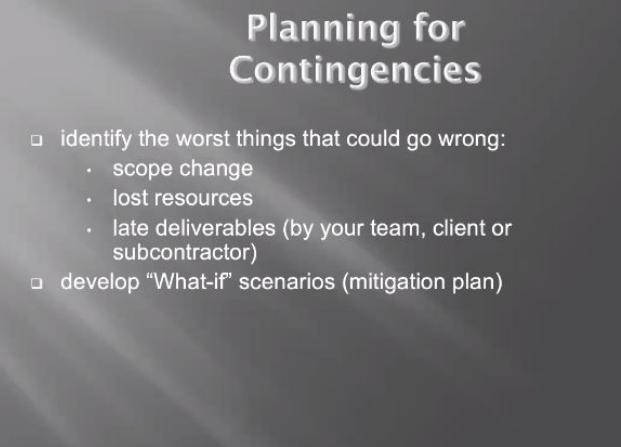 Planning for
Contingencies
identify the worst things that could go wrong:
scope change
lost resources
late deliverables (by your team, client or
subcontractor)
develop “What-if” scenarios (mitigation plan)